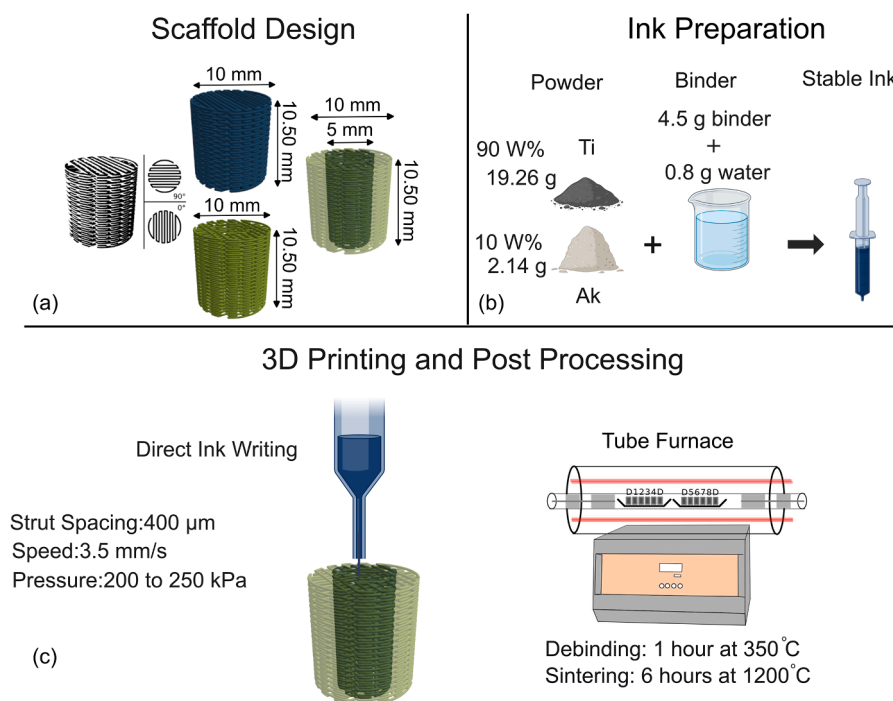 Scaffold Design
10 mm
10.50 mm
10 mm
5 mm
10.50 mm
90°
0°
10 mm
10.50 mm
(a)
Ink Preparation
Powder
Binder
Stable Ink
4.5 g binder
+
0.8 g water
90 W%
Ti
19.26 g
10 W%
2.14 g
+
Ak
(b)
3D Printing and Post Processing
Direct Ink Writing
Strut Spacing:400 µm
Speed:3.5 mm/s
Pressure:200 to 250 kPa
(c)
Tube Furnace
D1234D
D5678D
Debinding: 1 hour at 350°C
Sintering: 6 hours at 1200°C